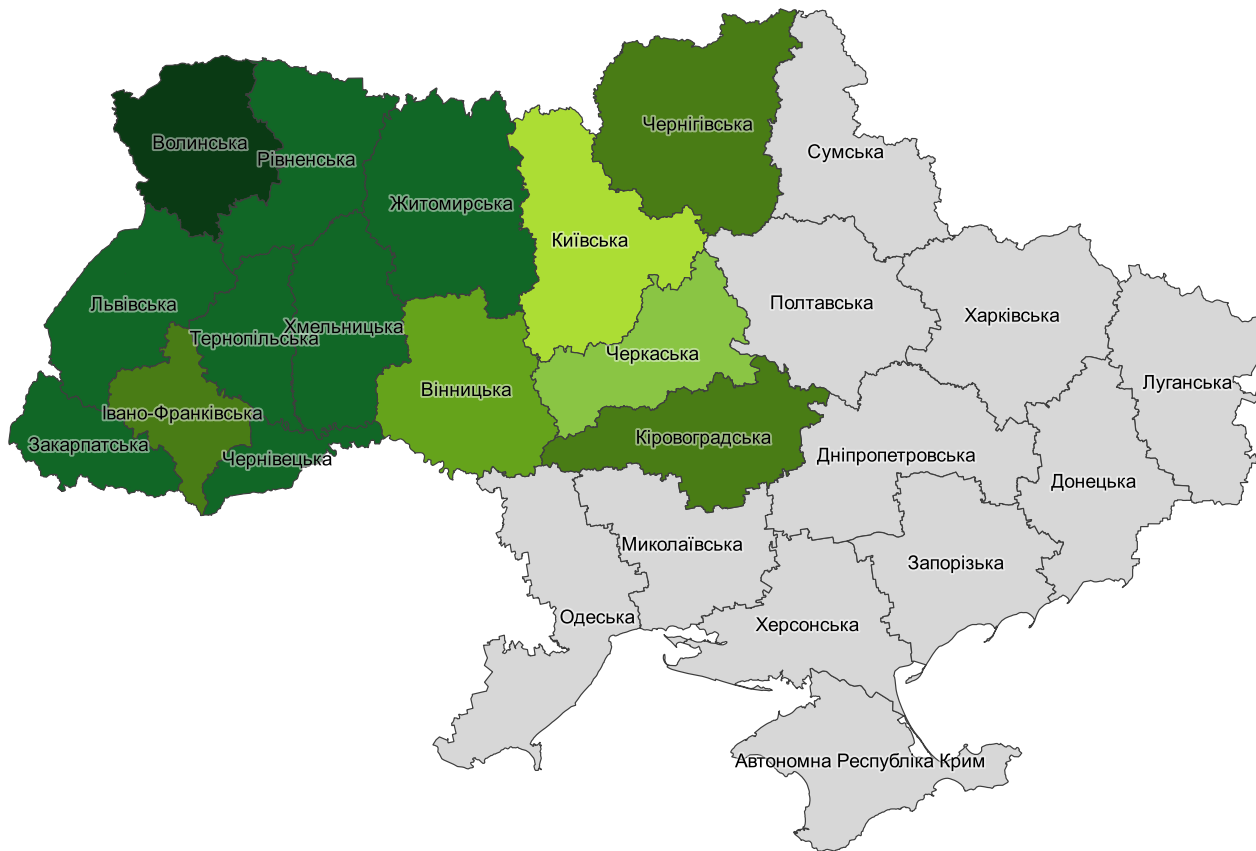 Чернігівська
Волинська
Рівненська
Сумська
Житомирська
Київська
Львівська
Тернопільська
Хмельницька
Полтавська
Харківська
Черкаська
Луганська
Вінницька
Івано-Франківська
Закарпатська
Чернівецька
Кіровоградська
Дніпропетровська
Донецька
Миколаївська
Запорізька
Одеська
Херсонська
Автономна Республіка Крим